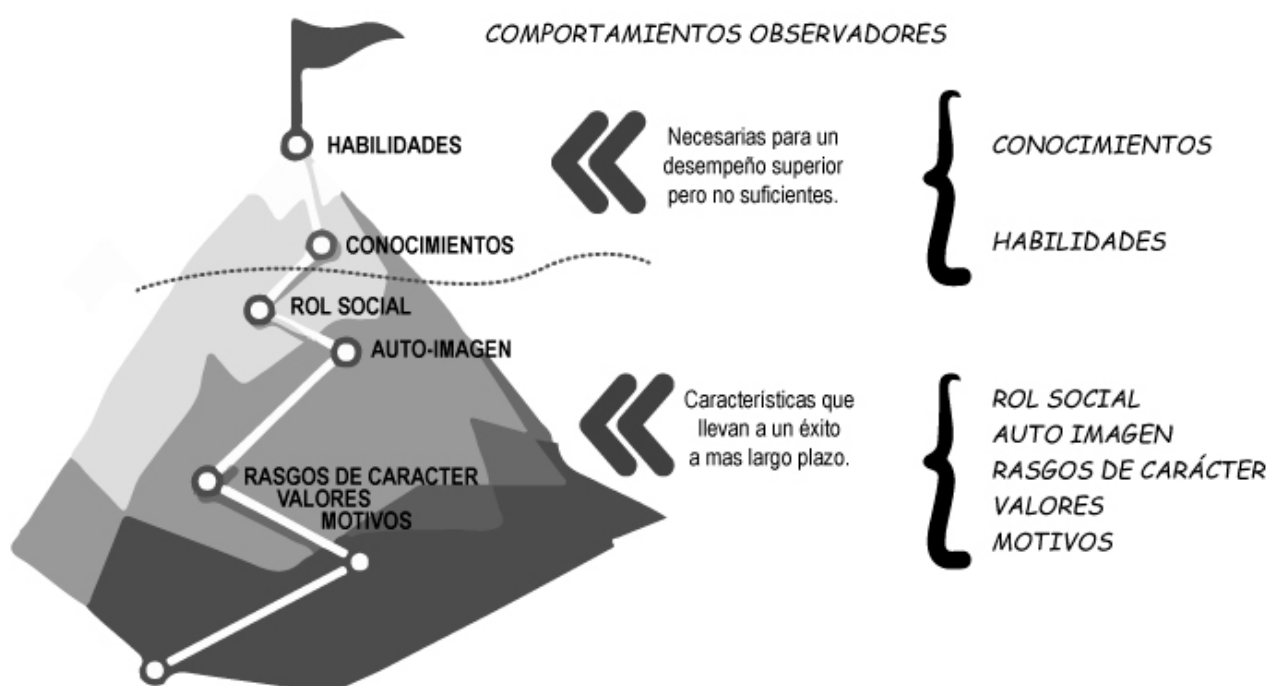 COMPORTAMIENTOS OBSERVADORES
HABILIDADES
CONOCIMIENTOS
ROL SOCIAL
AUTO-IMAGEN
RASGOS DE CARACTER
VALORES
MOTIVOS
Necesarias para un
desempeño superior
pero no suficientes.
CONOCIMIENTOS
HABILIDADES
Características que
llevan a un éxito
a mas largo plazo.
ROL SOCIAL
AUTO IMAGEN
RASGOS DE CARÁCTER
VALORES
MOTIVOS